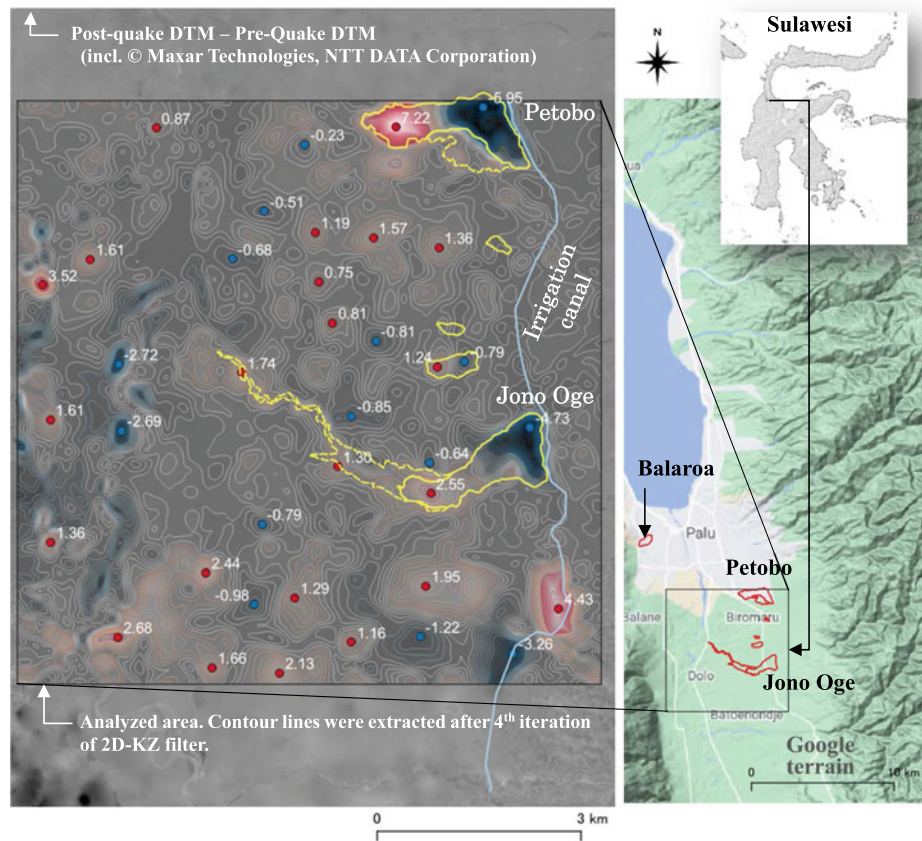 Post-quake DTM – Pre-Quake DTM
(incl. © Maxar Technologies, NTT DATA Corporation)
Sulawesi
N
Petobo
-5.95
7.22
0.87
-0.23
-0.51
1.19
1.57
1.36
-0.68
1.61
3.52
0.75
Irrigation
canal
0.81
-0.81
1.24
-0.79
-2.72
1.74
Jono Oge
1.61
-2.69
-0.85
-4.73
-0.64
1.30
2.55
-0.79
1.36
2.44
-0.98
1.29
1.95
4.43
2.68
1.16
-1.22
-3.26
1.66
2.13
Analyzed area. Contour lines were extracted after 4th iteration
of 2D-KZ filter.
0 3 km
Balaroa
Palu
Petobo
Balane
Biromaru
Dolo
Jono Oge
Google
terrain
0 10 km